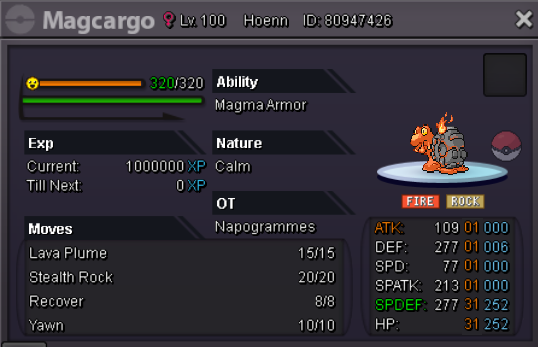 Magcargo Lv. 100 Hoenn ID: 80947426
320/320
Ability
Magma Armor
Exp
Current: 1000000 XP
Till Next: 0 XP
Nature
Calm
OT
Napogrammes
Moves
Lava Plume 15/15
Stealth Rock 20/20
Recover 8/8
Yawn 10/10
FIRE ROCK
ATK: 109 01 000
DEF: 277 01 006
SPD: 77 01 000
SPATK: 213 01 000
SPDEF: 277 31 252
HP: 31 252